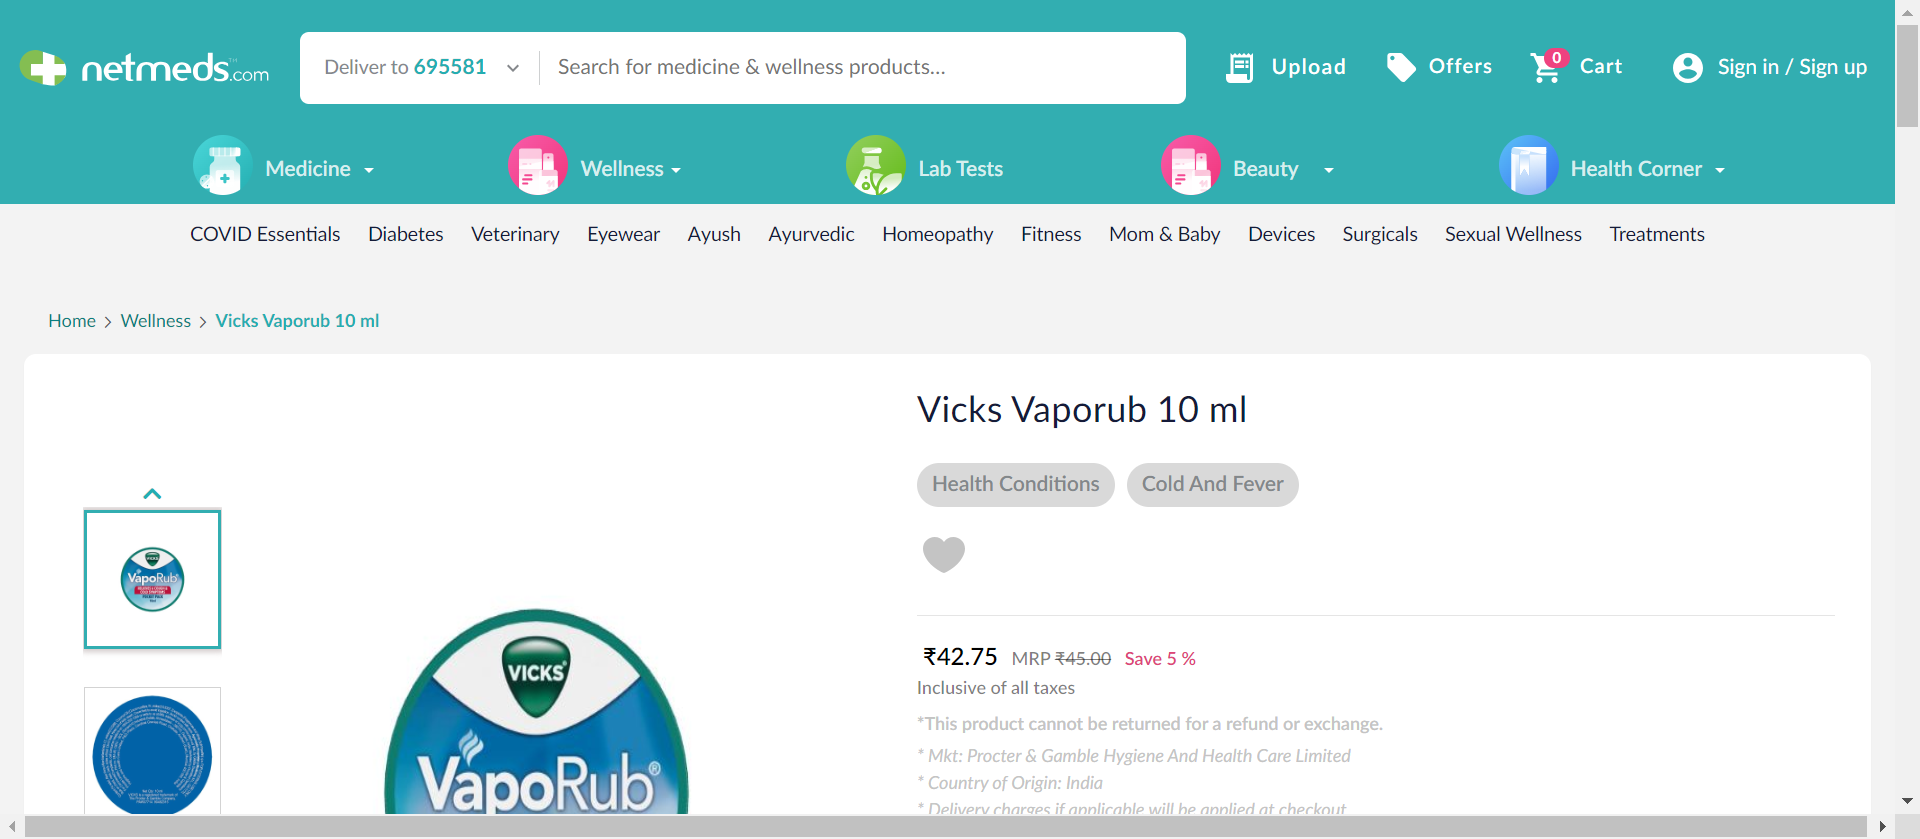 netmeds.com
Deliver to 695581
Search for medicine & wellness products...
Upload
Offers
0
Cart
Sign in / Sign up
Medicine
Wellness
Lab Tests
Beauty
Health Corner
COVID Essentials
Diabetes
Veterinary
Eyewear
Ayush
Ayurvedic
Homeopathy
Fitness
Mom & Baby
Devices
Surgicals
Sexual Wellness
Treatments
Home > Wellness > Vicks Vaporub 10 ml
Vicks Vaporub 10 ml
Health Conditions
Cold And Fever
VICKS
VapoRub
VICKS
VapoRub®
₹42.75 MRP ₹45.00 Save 5 %
Inclusive of all taxes
*This product cannot be returned for a refund or exchange.
* Mkt: Procter & Gamble Hygiene And Health Care Limited
* Country of Origin: India
* Delivery charges if applicable will be applied at checkout